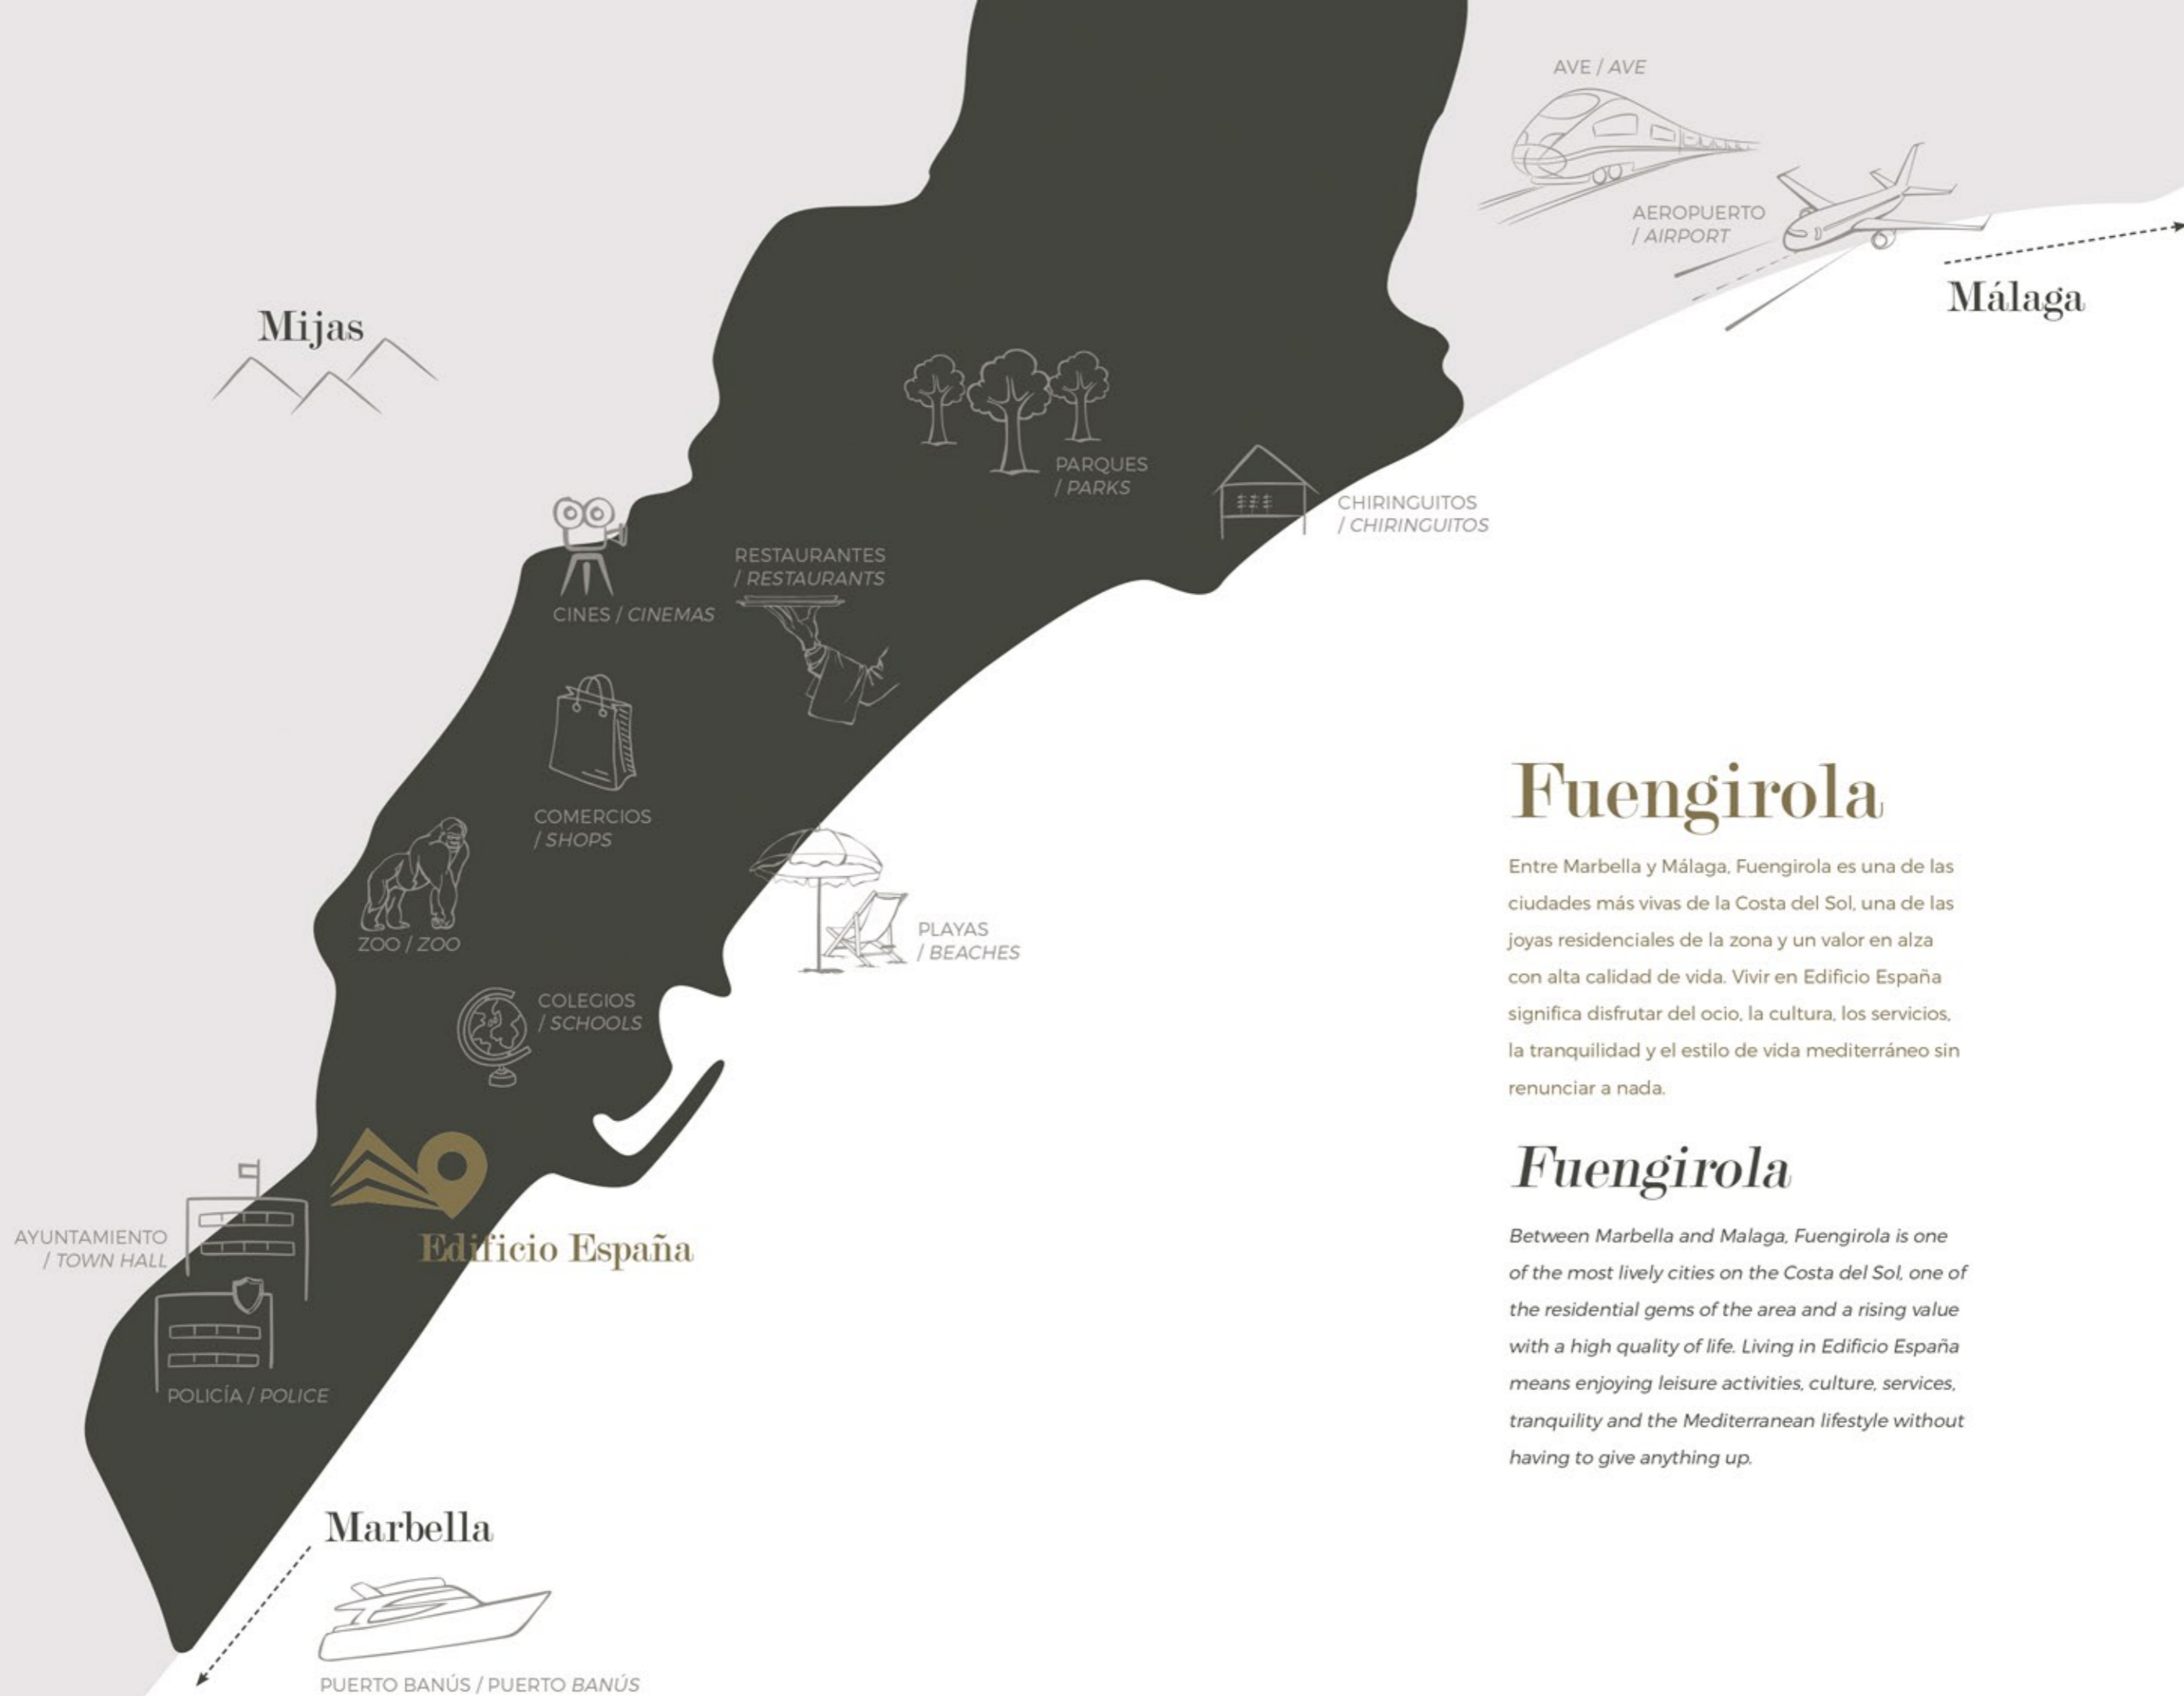 AVE / AVE
AEROPUERTO
/ AIRPORT
Málaga
Mijas
PARQUES
/ PARKS
CHIRINGUITOS
/ CHIRINGUITOS
RESTAURANTES
/ RESTAURANTS
CINES / CINEMAS
COMERCIOS
/ SHOPS
ZOO / ZOO
PLAYAS
/ BEACHES
COLEGIOS
/ SCHOOLS
Edificio España
AYUNTAMIENTO
/ TOWN HALL
POLICÍA / POLICE
Marbella
PUERTO BANÚS / PUERTO BANÚS
Fuengirola
Entre Marbella y Málaga, Fuengirola es una de las
ciudades más vivas de la Costa del Sol, una de las
joyas residenciales de la zona y un valor en alza
con alta calidad de vida. Vivir en Edificio España
significa disfrutar del ocio, la cultura, los servicios,
la tranquilidad y el estilo de vida mediterráneo sin
renunciar a nada.
Fuengirola
Between Marbella and Malaga, Fuengirola is one
of the most lively cities on the Costa del Sol, one of
the residential gems of the area and a rising value
with a high quality of life. Living in Edificio España
means enjoying leisure activities, culture, services,
tranquility and the Mediterranean lifestyle without
having to give anything up.